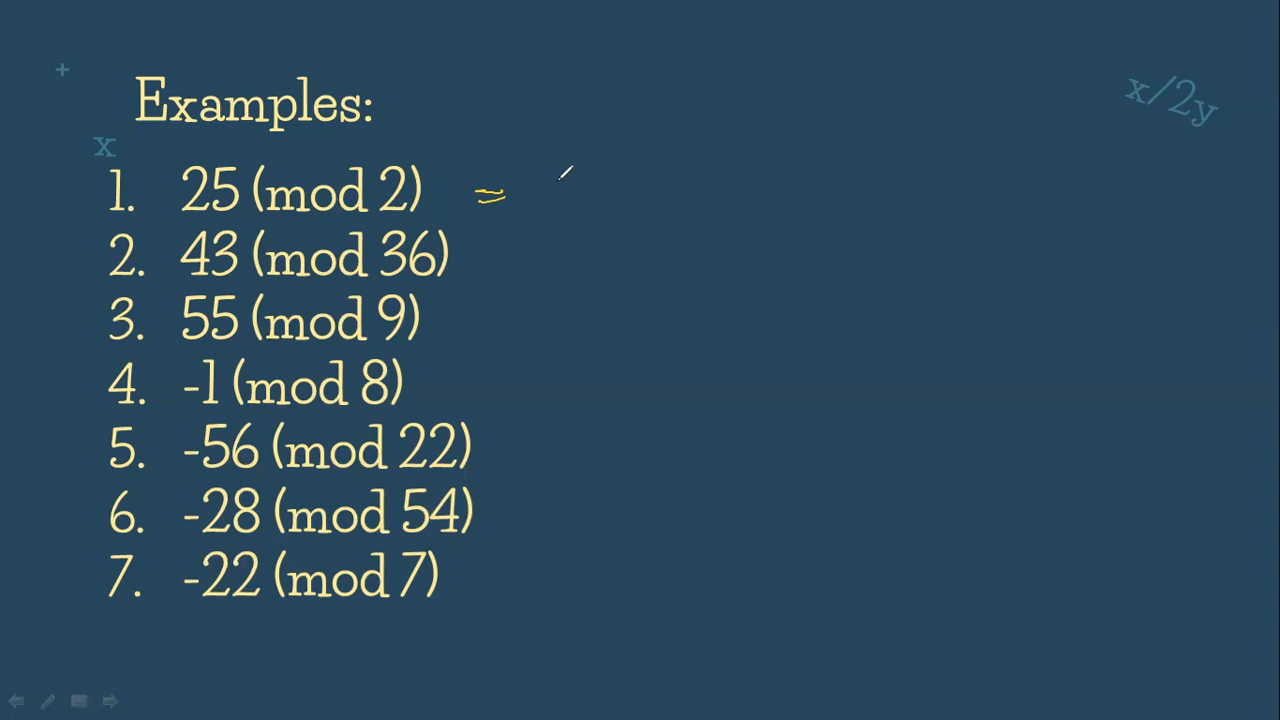 +
x/2y
Examples:
x
1. 25 (mod 2) =
2. 43 (mod 36)
3. 55 (mod 9)
4. -1 (mod 8)
5. -56 (mod 22)
6. -28 (mod 54)
7. -22 (mod 7)